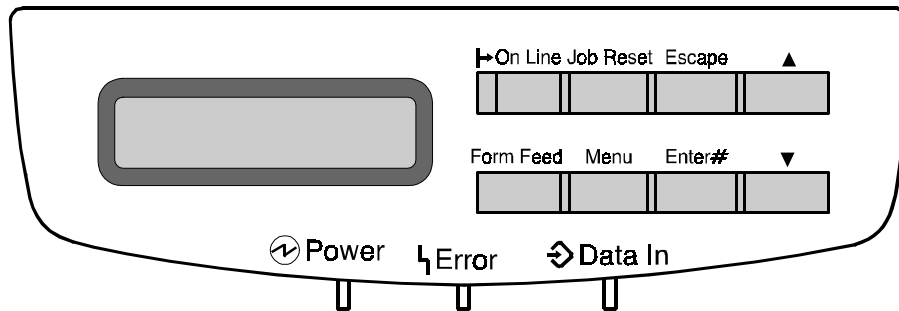 On Line Job Reset Escape ▲
Form Feed Menu Enter# ▼
Power Error Data In